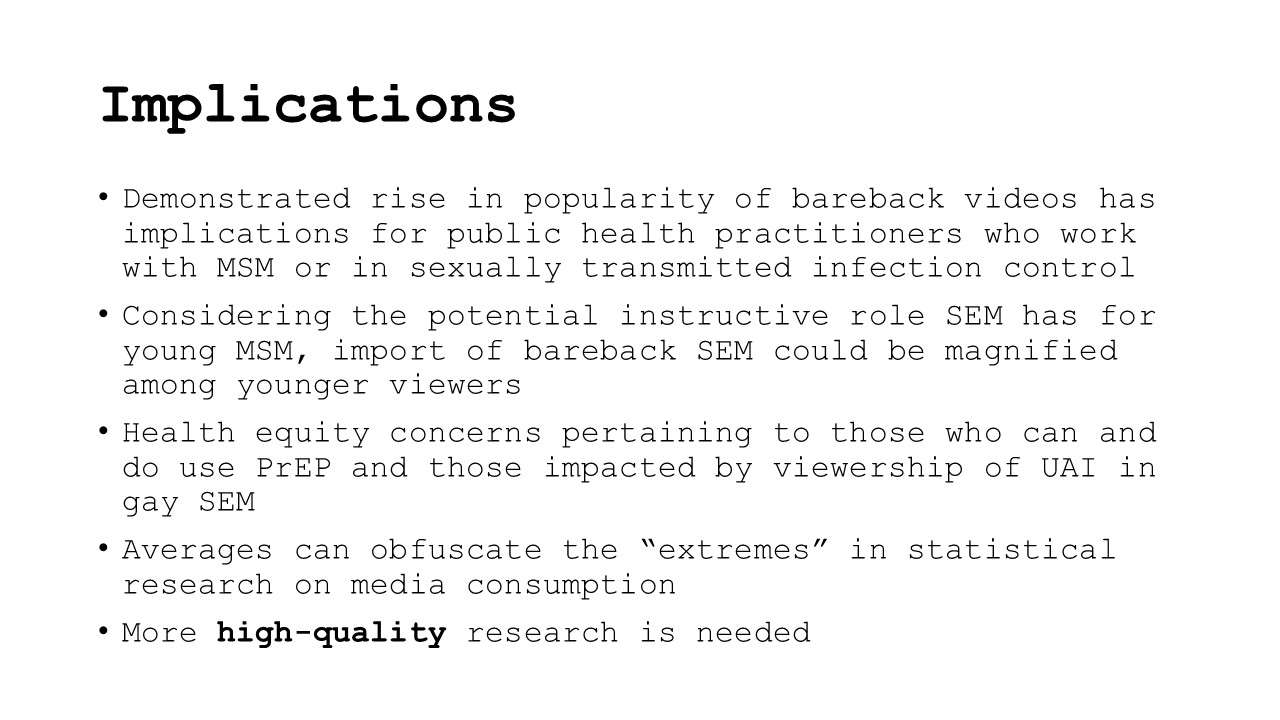 Implications
• Demonstrated rise in popularity of bareback videos has
implications for public health practitioners who work
with MSM or in sexually transmitted infection control
• Considering the potential instructive role SEM has for
young MSM, import of bareback SEM could be magnified
among younger viewers
• Health equity concerns pertaining to those who can and
do use PrEP and those impacted by viewership of UAI in
gay SEM
• Averages can obfuscate the “extremes” in statistical
research on media consumption
• More high-quality research is needed